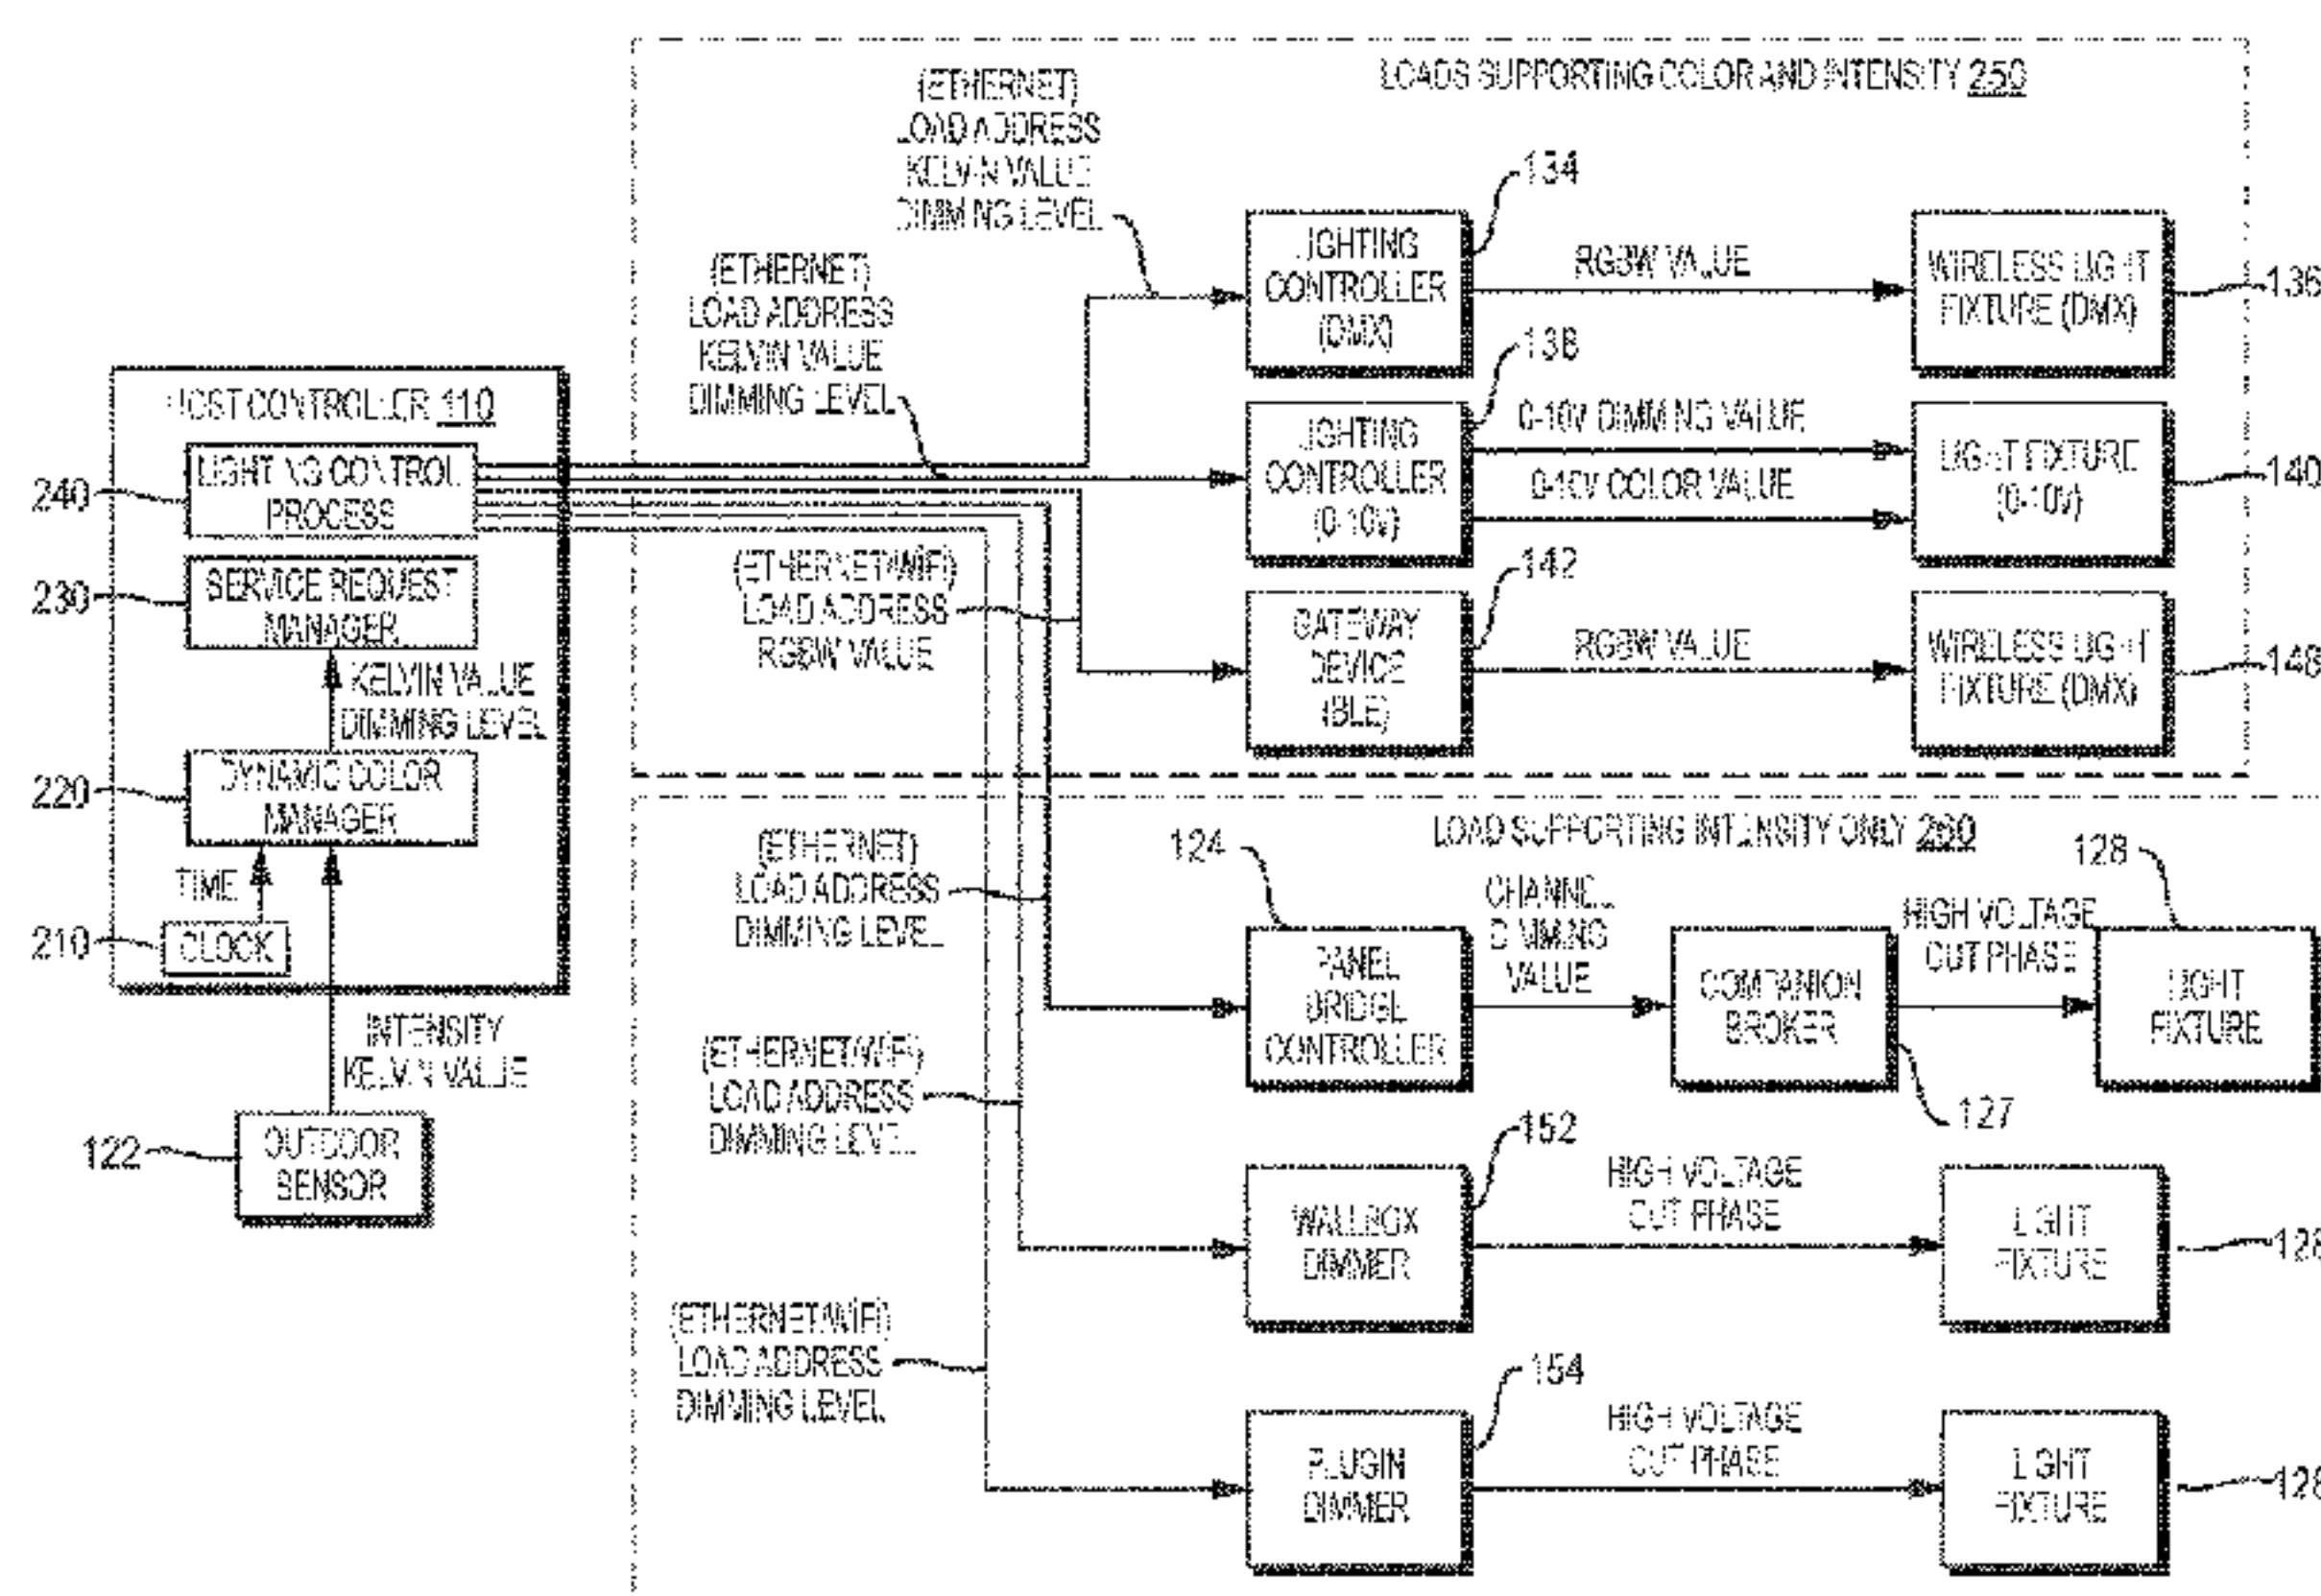 LOADS SUPPORTING COLOR AND INTENSITY 250
(ETHERNET)
LOAD ADDRESS
KELVIN VALUE
DIMMING LEVEL
134
LIGHTING
CONTROLLER
(DMX)
RGBW VALUE
WIRELESS LIGHT
FIXTURE (DMX)
136
(ETHERNET)
LOAD ADDRESS
KELVIN VALUE
DIMMING LEVEL
138
LIGHTING
CONTROLLER
(0-10V)
0-10V DIMMING VALUE
0-10V COLOR VALUE
LIGHT FIXTURE
(0-10V)
140
(ETHERNET/WIFI)
LOAD ADDRESS
RGBW VALUE
142
GATEWAY
DEVICE
(BLE)
RGBW VALUE
WIRELESS LIGHT
FIXTURE (DMX)
HOST CONTROLLER 110
240
LIGHTING CONTROL
PROCESS
230
SERVICE REQUEST
MANAGER
KELVIN VALUE
DIMMING LEVEL
220
DYNAMIC COLOR
MANAGER
TIME
210
CLOCK
INTENSITY
KELVIN VALUE
122
OUTDOOR
SENSOR
LOAD SUPPORTING INTENSITY ONLY 260
(ETHERNET)
LOAD ADDRESS
DIMMING LEVEL
124
PANEL
BRIDGE
CONTROLLER
CHANNEL
DIMMING
VALUE
COMPANION
BROKER
127
HIGH VOLTAGE
CUT PHASE
128
LIGHT
FIXTURE
(ETHERNET/WIFI)
LOAD ADDRESS
DIMMING LEVEL
152
WALLBOX
DIMMER
HIGH VOLTAGE
CUT PHASE
LIGHT
FIXTURE
128
(ETHERNET/WIFI)
LOAD ADDRESS
DIMMING LEVEL
154
PLUGIN
DIMMER
HIGH VOLTAGE
CUT PHASE
LIGHT
FIXTURE
128